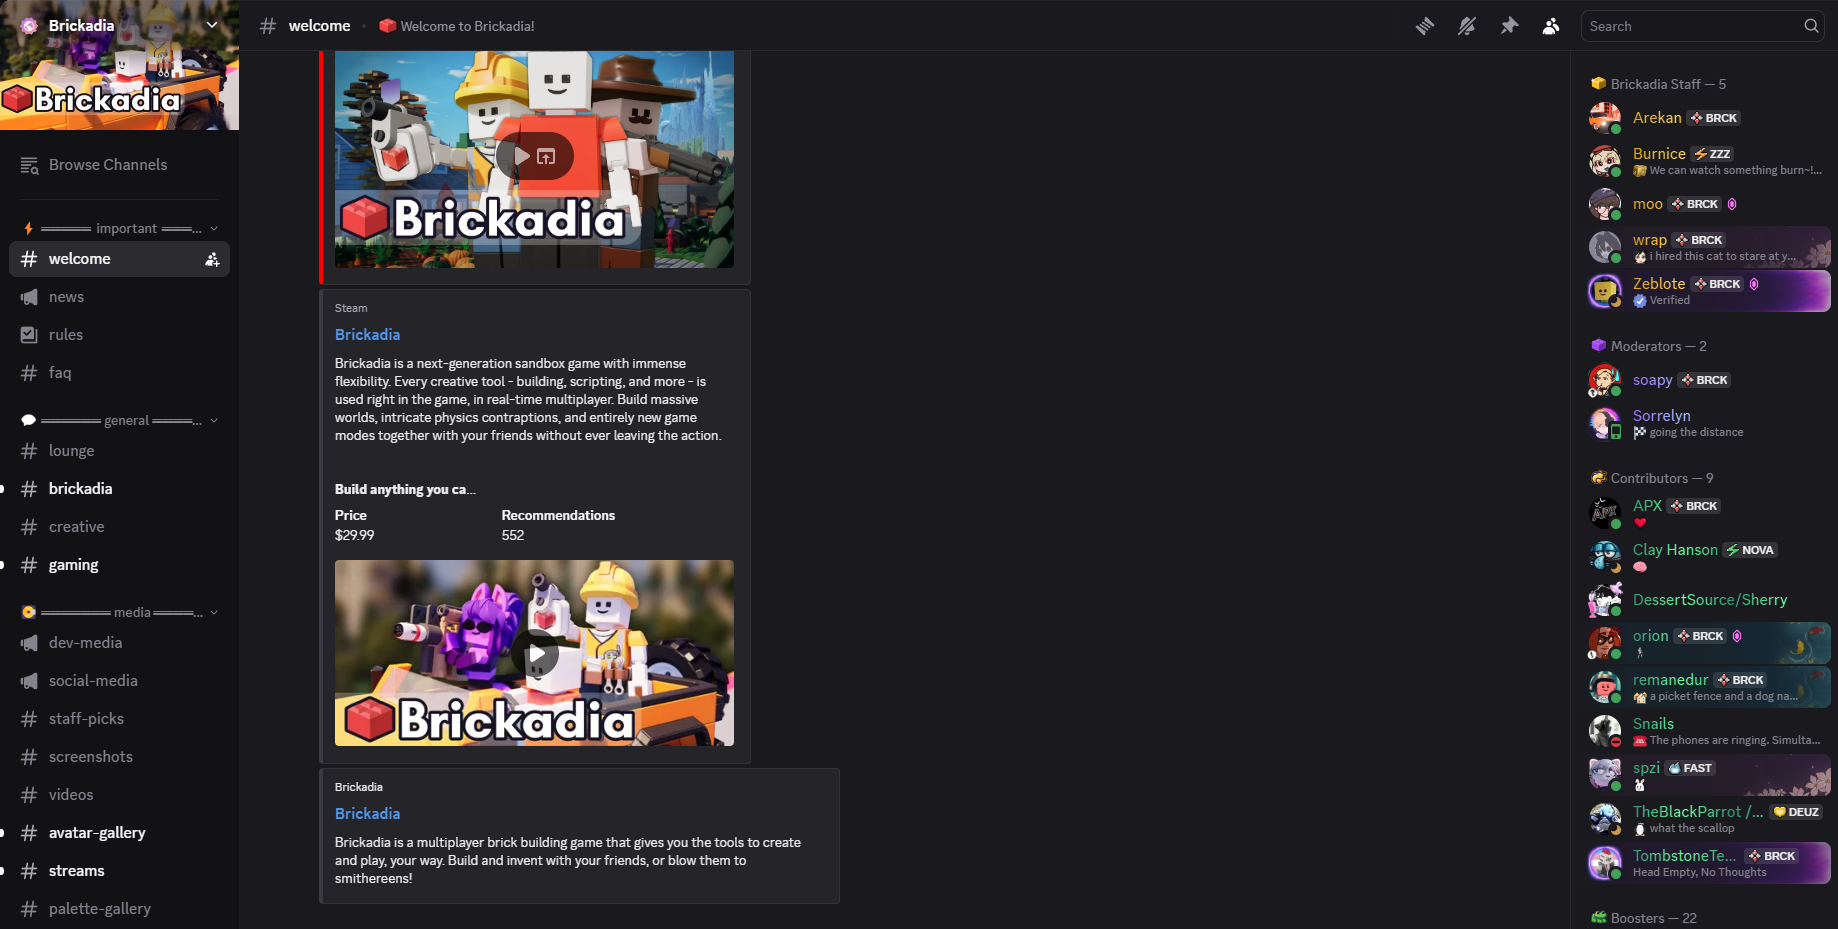 Brickadia
Brickadia
Browse Channels
important
welcome
news
rules
faq
general
lounge
brickadia
creative
gaming
media
dev-media
social-media
staff-picks
screenshots
videos
avatar-gallery
streams
palette-gallery
welcome
Welcome to Brickadia!
Search
Brickadia
Steam
Brickadia
Brickadia is a next-generation sandbox game with immense
flexibility. Every creative tool - building, scripting, and more - is
used right in the game, in real-time multiplayer. Build massive
worlds, intricate physics contraptions, and entirely new game
modes together with your friends without ever leaving the action.
Build anything you ca...
Price Recommendations
$29.99 552
Brickadia
Brickadia
Brickadia
Brickadia is a multiplayer brick building game that gives you the tools to create
and play, your way. Build and invent with your friends, or blow them to
smithereens!
Brickadia Staff — 5
Arekan BRCK
Burnice ZZZ
We can watch something burn~!...
moo BRCK
wrap BRCK
i hired this cat to stare at y...
Zeblote BRCK
Verified
Moderators — 2
soapy BRCK
Sorrelyn
going the distance
Contributors — 9
APX BRCK
Clay Hanson NOVA
DessertSource/Sherry
orion BRCK
remanedur BRCK
a picket fence and a dog na...
Snails
The phones are ringing. Simulta...
spzi FAST
TheBlackParrot /... DEUZ
what the scallop
TombstoneTe... BRCK
Head Empty, No Thoughts
Boosters — 22